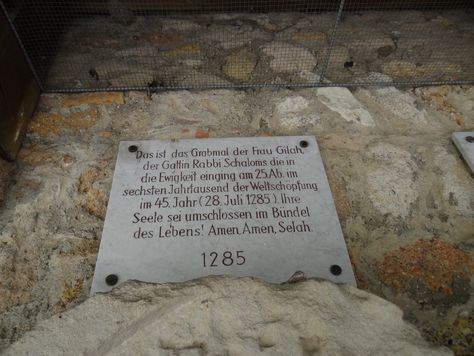 Das ist das Grabmal der Frau Gilah,
der Gattin Rabbi Schaloms die in
die Ewigkeit einging am 25.Ab. im
sechsten Jahrtausend der Weltschöpfung
im 45. Jahr (28. Juli 1285). Ihre
Seele sei umschlossen im Bündel
des Lebens! Amen, Amen, Selah.
1285